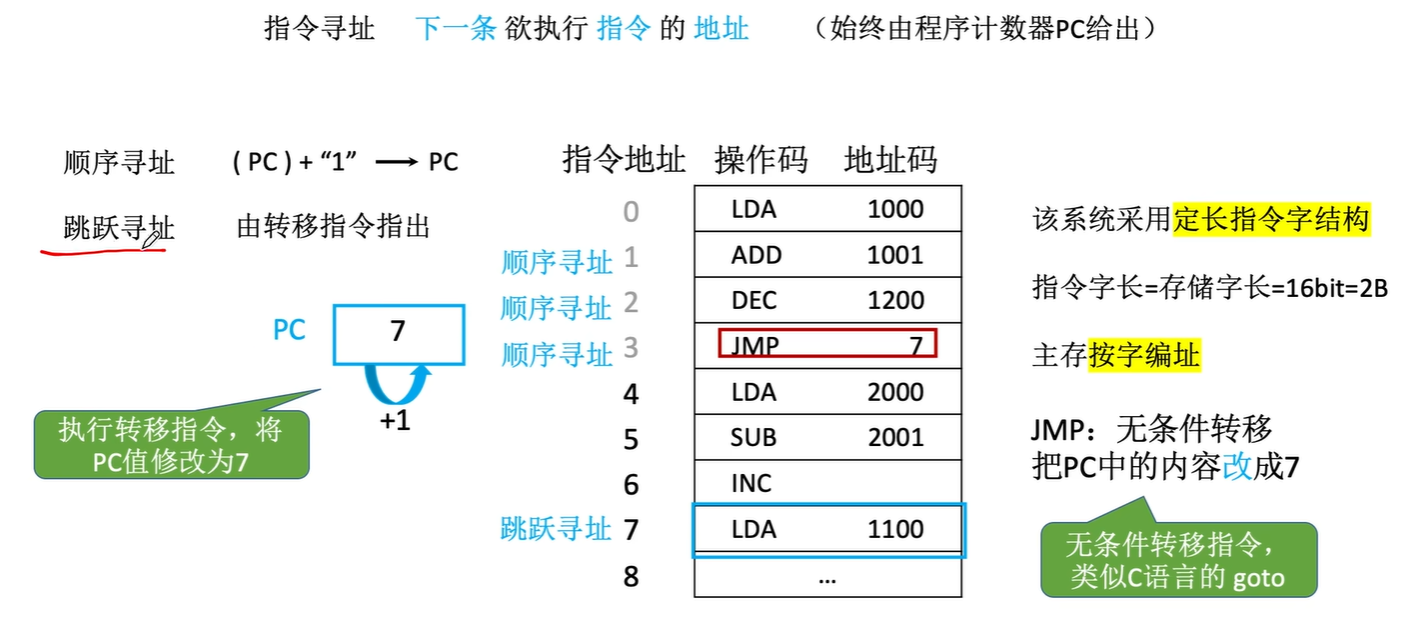 指令寻址 下一条 欲执行 指令 的 地址 （始终由程序计数器PC给出）
顺序寻址 ( PC ) + “1” ⟶ PC
跳跃寻址 由转移指令指出
PC 7
+1
执行转移指令，将
PC值修改为7
指令地址 操作码 地址码
0 LDA 1000
顺序寻址 1 ADD 1001
顺序寻址 2 DEC 1200
顺序寻址 3 JMP 7
4 LDA 2000
5 SUB 2001
6 INC
跳跃寻址 7 LDA 1100
8 …
该系统采用定长指令字结构
指令字长=存储字长=16bit=2B
主存按字编址
JMP：无条件转移
把PC中的内容改成7
无条件转移指令，
类似C语言的 goto